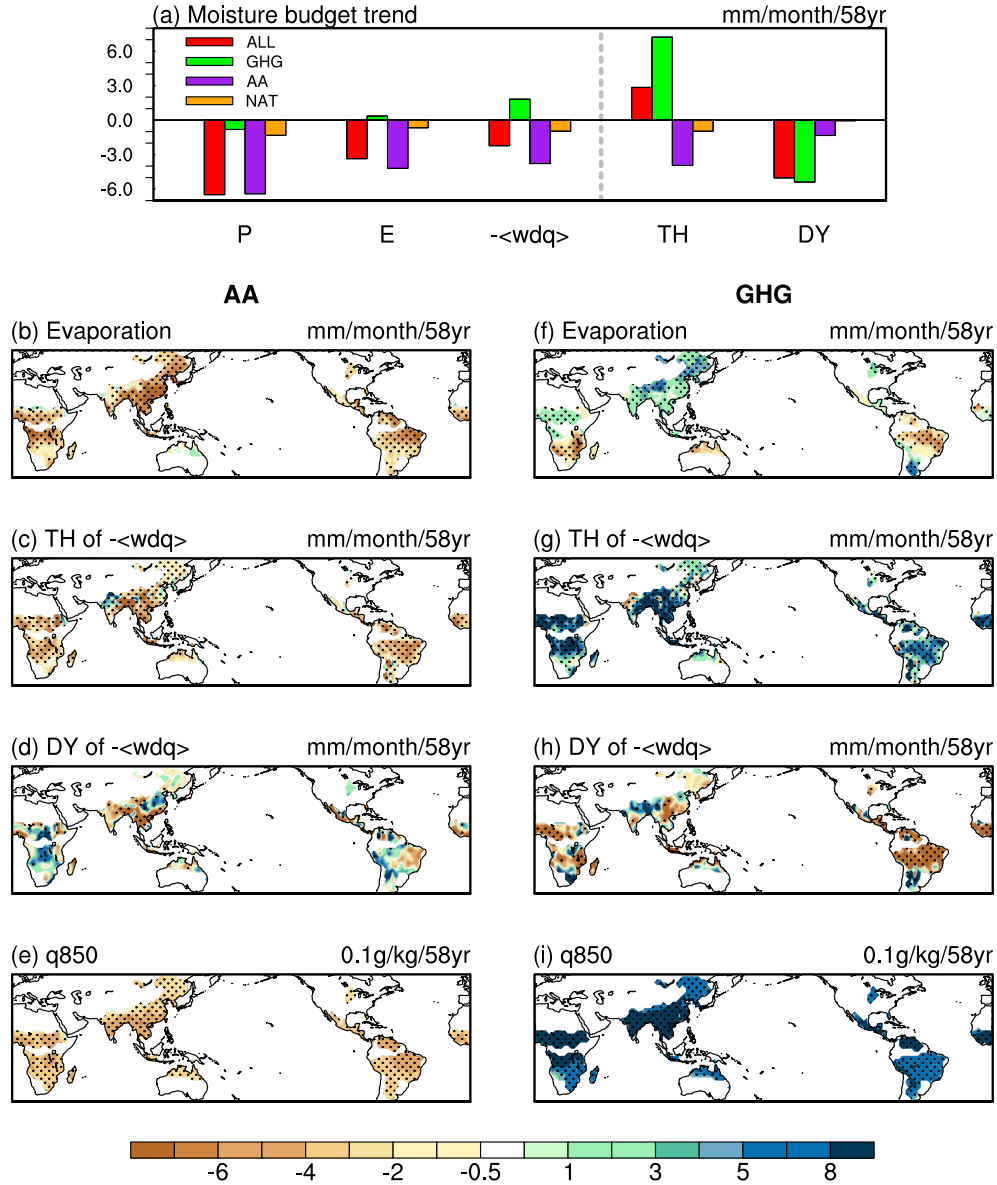 (a) Moisture budget trend mm/month/58yr
6.0
3.0
0.0
-3.0
-6.0
ALL
GHG
AA
NAT
P E -<wdq> TH DY
AA GHG
(b) Evaporation mm/month/58yr
(f) Evaporation mm/month/58yr
(c) TH of -<wdq> mm/month/58yr
(g) TH of -<wdq> mm/month/58yr
(d) DY of -<wdq> mm/month/58yr
(h) DY of -<wdq> mm/month/58yr
(e) q850 0.1g/kg/58yr
(i) q850 0.1g/kg/58yr
-6 -4 -2 -0.5 1 3 5 8